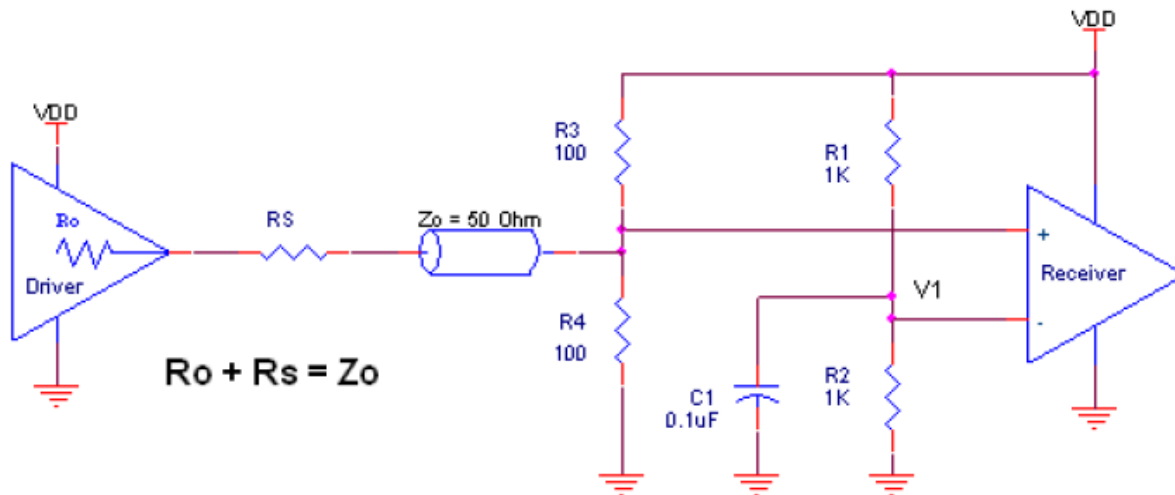 VDD
VDD
R3
100
R1
1K
Ro
RS
Zo = 50 Ohm
+
Driver
Receiver
V1
R4
100
-
Ro + Rs = Zo
C1
0.1uF
R2
1K